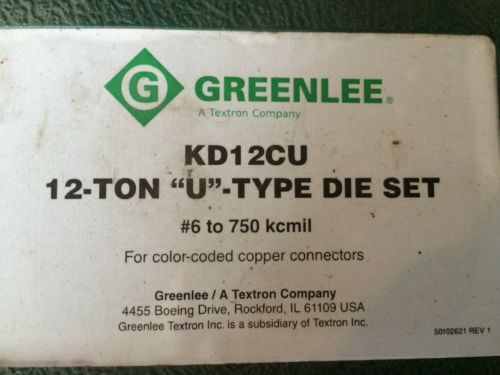 G GREENLEE®
A Textron Company
KD12CU
12-TON “U”-TYPE DIE SET
#6 to 750 kcmil
For color-coded copper connectors
Greenlee / A Textron Company
4455 Boeing Drive, Rockford, IL 61109 USA
Greenlee Textron Inc. is a subsidiary of Textron Inc.
50102621 REV 1